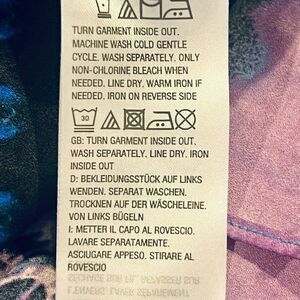 TURN GARMENT INSIDE OUT.
MACHINE WASH COLD GENTLE
CYCLE. WASH SEPARATELY. ONLY
NON-CHLORINE BLEACH WHEN
NEEDED. LINE DRY. WARM IRON IF
NEEDED. IRON ON REVERSE SIDE
30
GB: TURN GARMENT INSIDE OUT.
WASH SEPARATELY. LINE DRY. IRON
INSIDE OUT
D: BEKLEIDUNGSSTÜCK AUF LINKS
WENDEN. SEPARAT WASCHEN.
TROCKNEN AUF DER WÄSCHELEINE.
VON LINKS BÜGELN
I: METTER IL CAPO AL ROVESCIO.
LAVARE SEPARATAMENTE.
ASCIUGARE APPESO. STIRARE AL
ROVESCIO